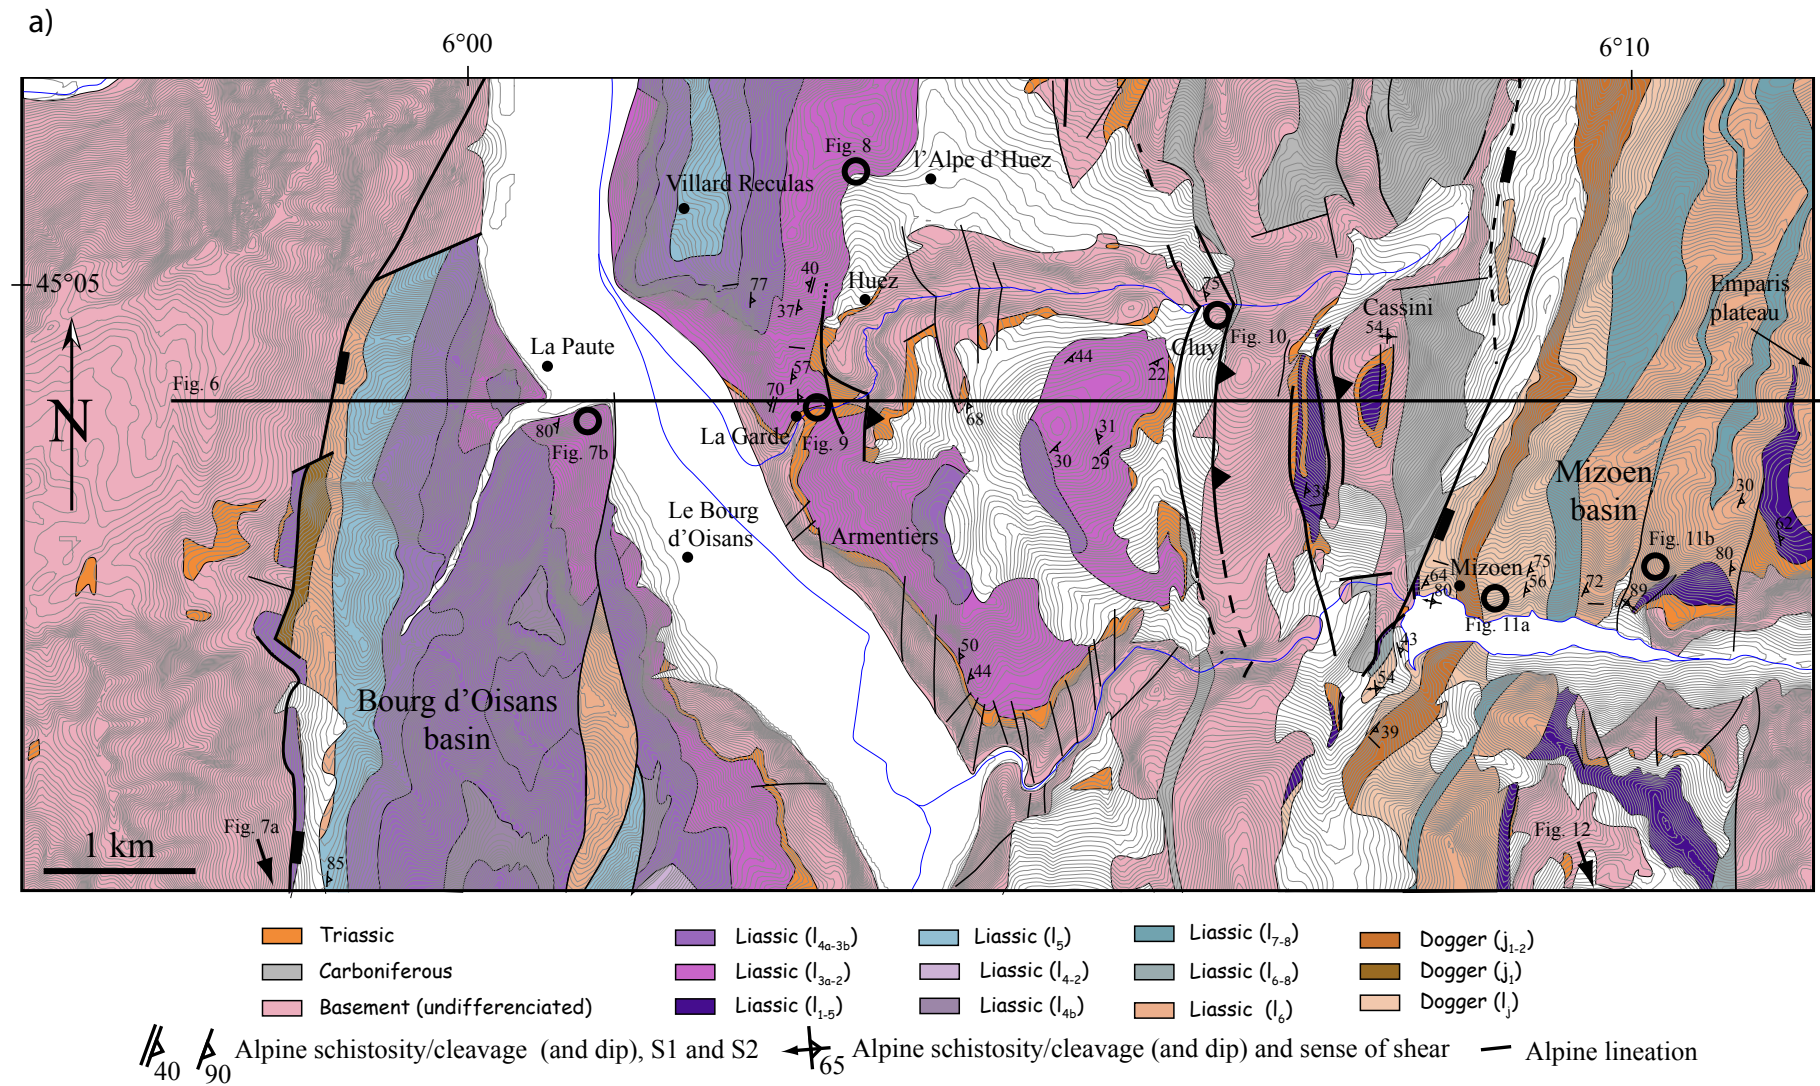 a)
6°00
6°10
45°05
Fig. 8
l'Alpe d'Huez
Villard Reculas
40
77
37
Huez
75
Fig. 10
Cluy
Cassini
54
Emparis
plateau
La Paute
Fig. 6
N
57
70
44
22
68
La Garde
Fig. 9
80
Fig. 7b
31
30
29
38
Mizoen
basin
30
62
Le Bourg
d'Oisans
Armentiers
Fig. 11b
80
Mizoen
64
80
75
56
72
89
Fig. 11a
43
50
44
54
39
Bourg d'Oisans
basin
Fig. 7a
1 km
85
Fig. 12
Triassic
Carboniferous
Basement (undifferenciated)
Liassic (l4a-3b)
Liassic (l3a-2)
Liassic (l1-5)
Liassic (l5)
Liassic (l4-2)
Liassic (l4b)
Liassic (l7-8)
Liassic (l6-8)
Liassic (l6)
Dogger (j1-2)
Dogger (j1)
Dogger (lj)
40
90
Alpine schistosity/cleavage (and dip), S1 and S2
65
Alpine schistosity/cleavage (and dip) and sense of shear
Alpine lineation